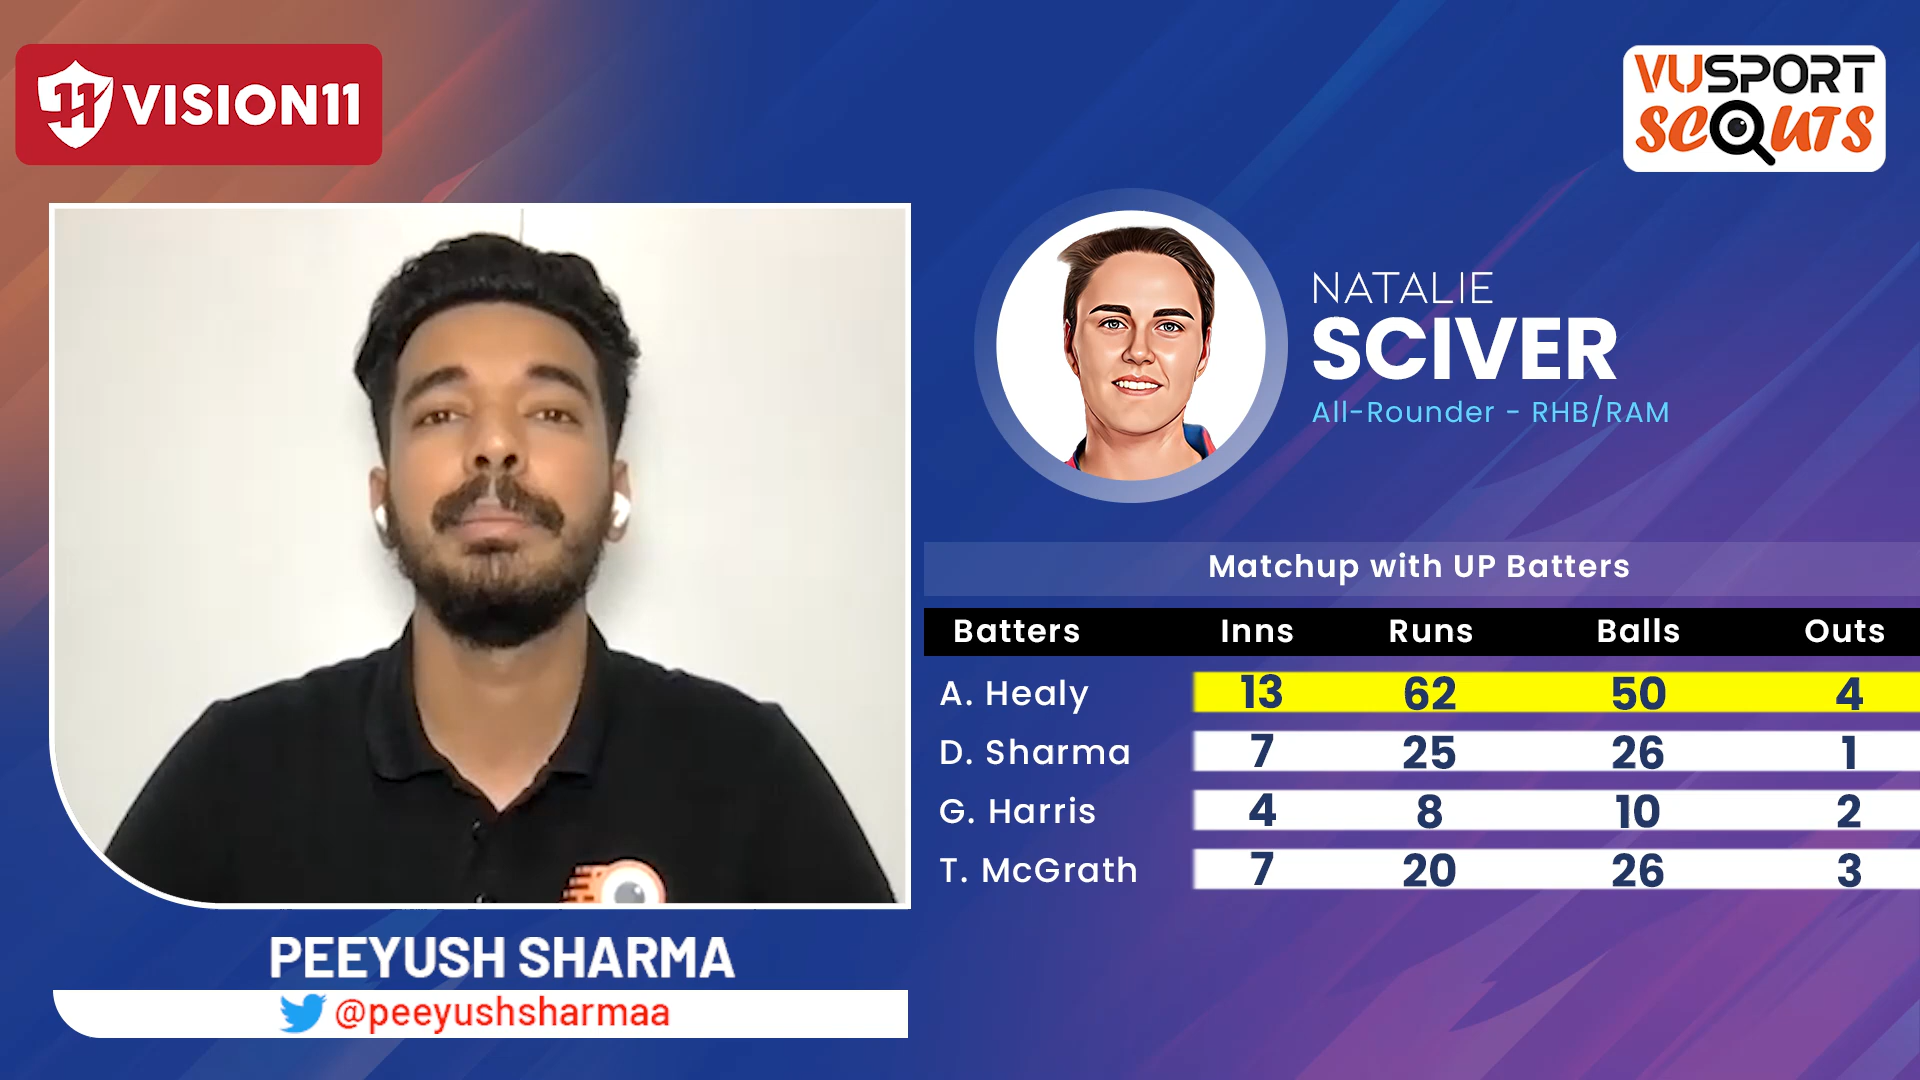 VISION11
VUSPORT
SCOUTS
NATALIE
SCIVER
All-Rounder - RHB/RAM
Matchup with UP Batters
Batters Inns Runs Balls Outs
A. Healy 13 62 50 4
D. Sharma 7 25 26 1
G. Harris 4 8 10 2
T. McGrath 7 20 26 3
PEEYUSH SHARMA
@peeyushsharmaa